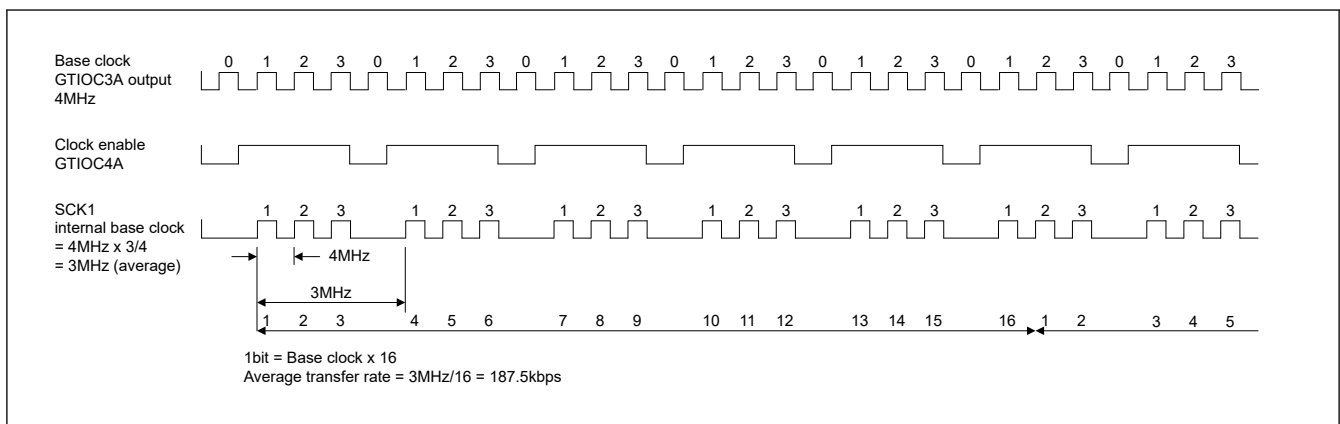 Base clock
GTIOC3A output
4MHz
0 1 2 3 0 1 2 3 0 1 2 3 0 1 2 3 0 1 2 3 0 1 2 3 0 1 2 3
Clock enable
GTIOC4A
SCK1
internal base clock
= 4MHz x 3/4
= 3MHz (average)
1 2 3 1 2 3 1 2 3 1 2 3 1 2 3 1 2 3 1 2 3
4MHz
3MHz
1 2 3 4 5 6 7 8 9 10 11 12 13 14 15 16 1 2 3 4 5
1bit = Base clock x 16
Average transfer rate = 3MHz/16 = 187.5kbps